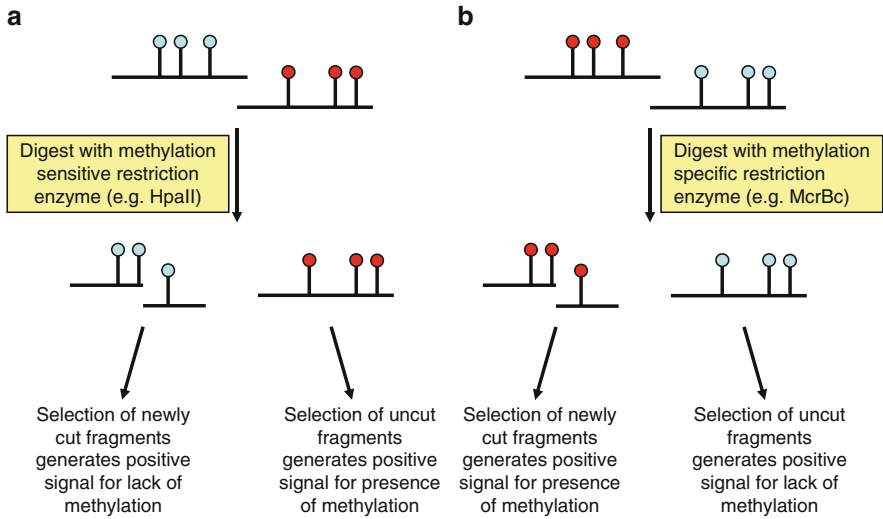 a
Digest with methylation
sensitive restriction
enzyme (e.g. HpaII)
Selection of newly
cut fragments
generates positive
signal for lack of
methylation
Selection of uncut
fragments
generates positive
signal for presence
of methylation
b
Digest with methylation
specific restriction
enzyme (e.g. McrBc)
Selection of newly
cut fragments
generates positive
signal for presence
of methylation
Selection of uncut
fragments
generates positive
signal for lack of
methylation